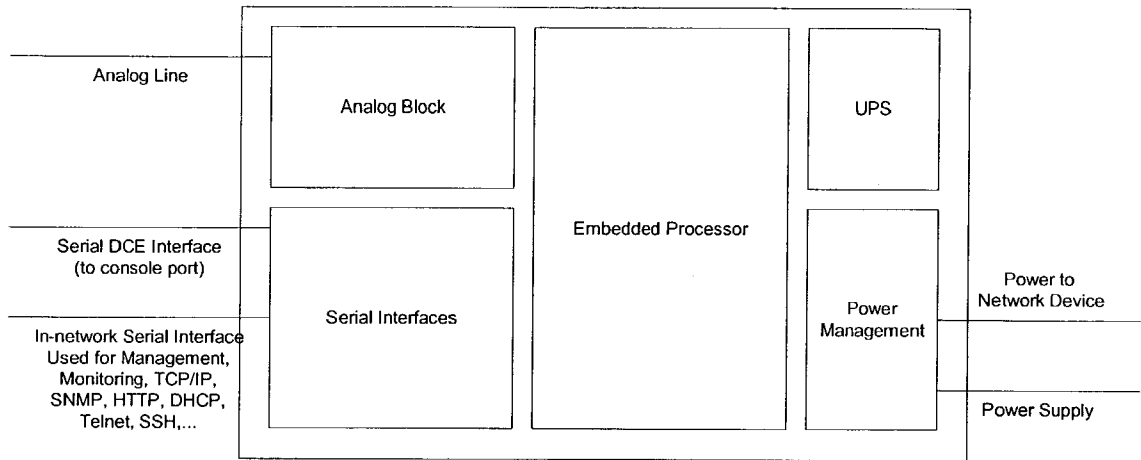 Analog Line
Analog Block
UPS
Serial DCE Interface
(to console port)
Embedded Processor
Serial Interfaces
Power
Management
Power to
Network Device
In-network Serial Interface
Used for Management,
Monitoring, TCP/IP,
SNMP, HTTP, DHCP,
Telnet, SSH,...
Power Supply